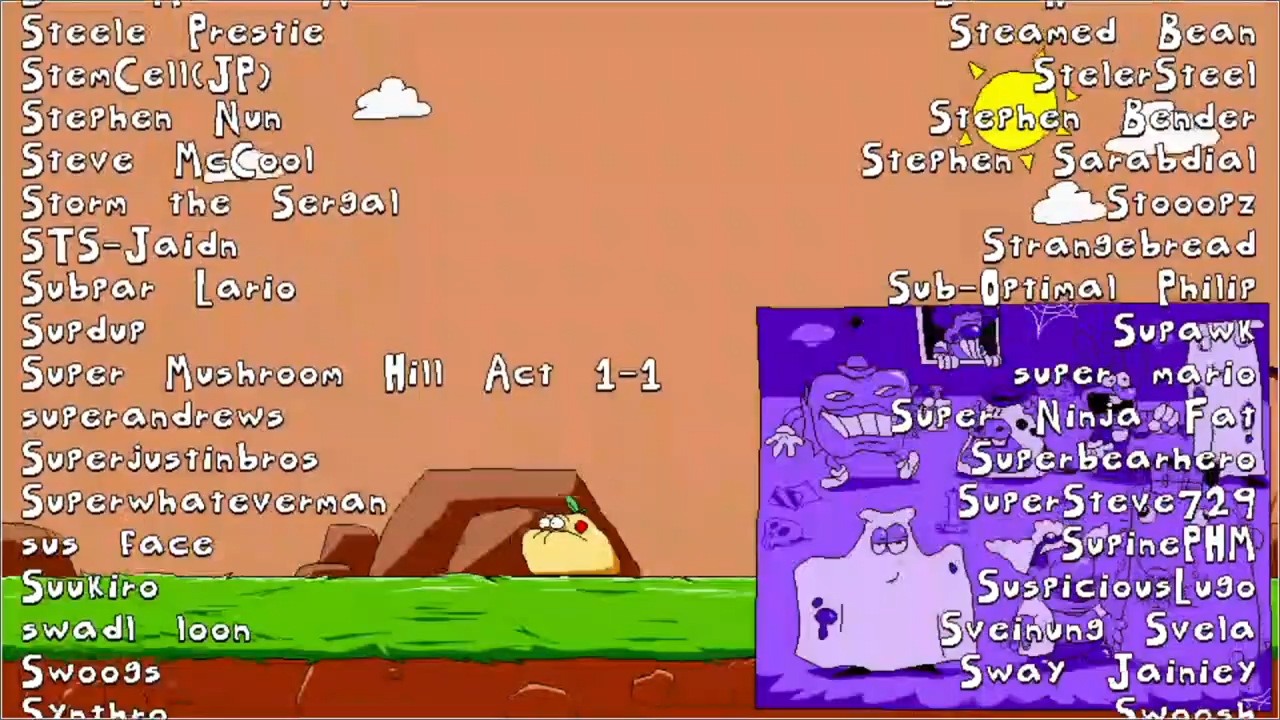 Steele Prestie
Steamed Bean
StemCell(JP)
StelerSteel
Stephen Nun
Stephen Bender
Steve McCool
Stephen Sarabdial
Storm the Sergal
Stooopz
STS-Jaidn
Strangebread
Subpar Lario
Sub-Optimal Philip
Supdup
Supawk
Super Mushroom Hill Act 1-1
super mario
superandrews
Super Ninja Fat
Superjustinbros
Superbearhero
Superwhateverman
SuperSteve729
sus face
SupinePHM
Suukiro
SuspiciousLugo
swadl loon
Sveinung Svela
Swoogs
Sway Jainiey
Synthro
Swoosh